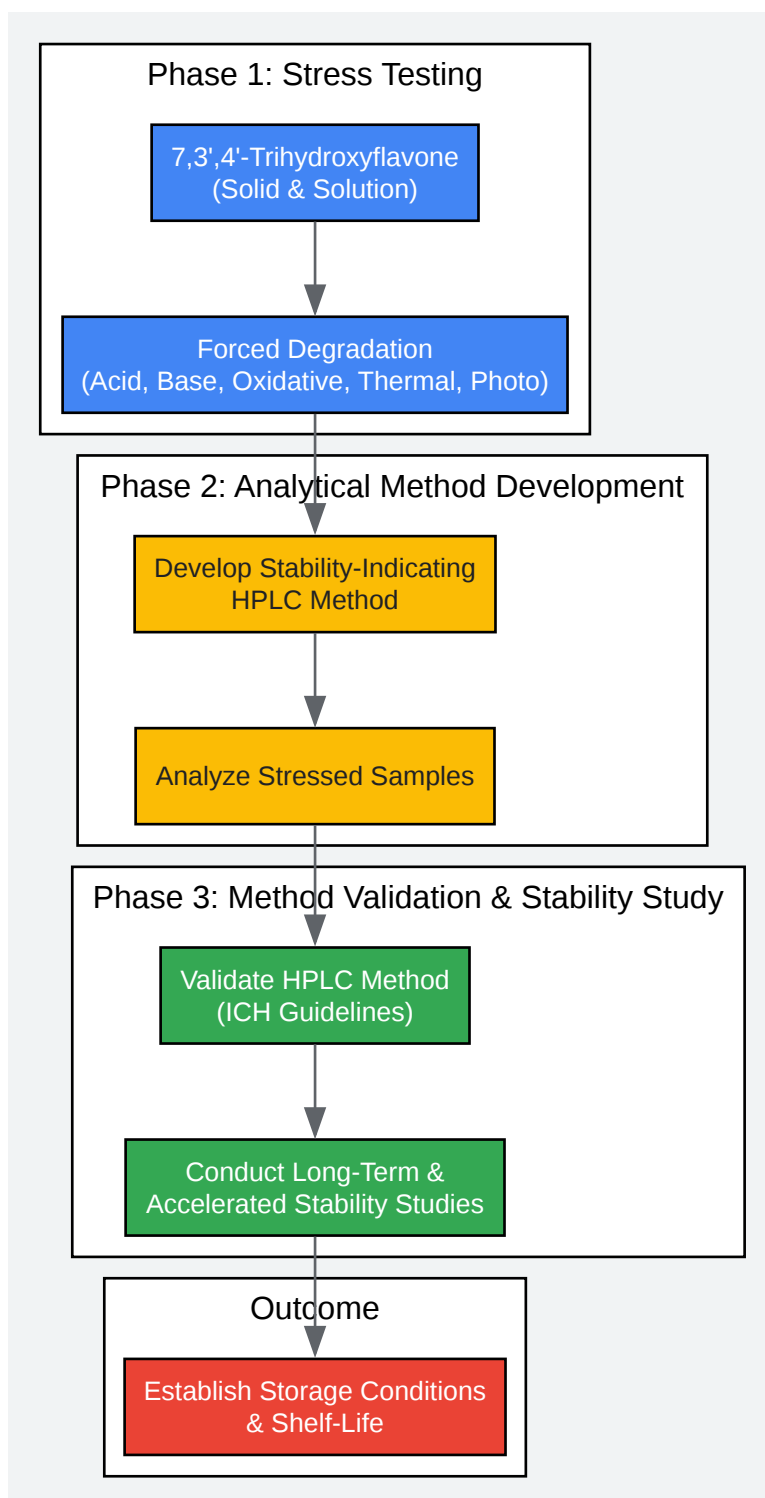 Phase 1: Stress Testing
7,3',4'-Trihydroxyflavone
(Solid & Solution)
Forced Degradation
(Acid, Base, Oxidative, Thermal, Photo)
Phase 2: Analytical Method Development
Develop Stability-Indicating
HPLC Method
Analyze Stressed Samples
Phase 3: Method Validation & Stability Study
Validate HPLC Method
(ICH Guidelines)
Conduct Long-Term &
Accelerated Stability Studies
Outcome
Establish Storage Conditions
& Shelf-Life